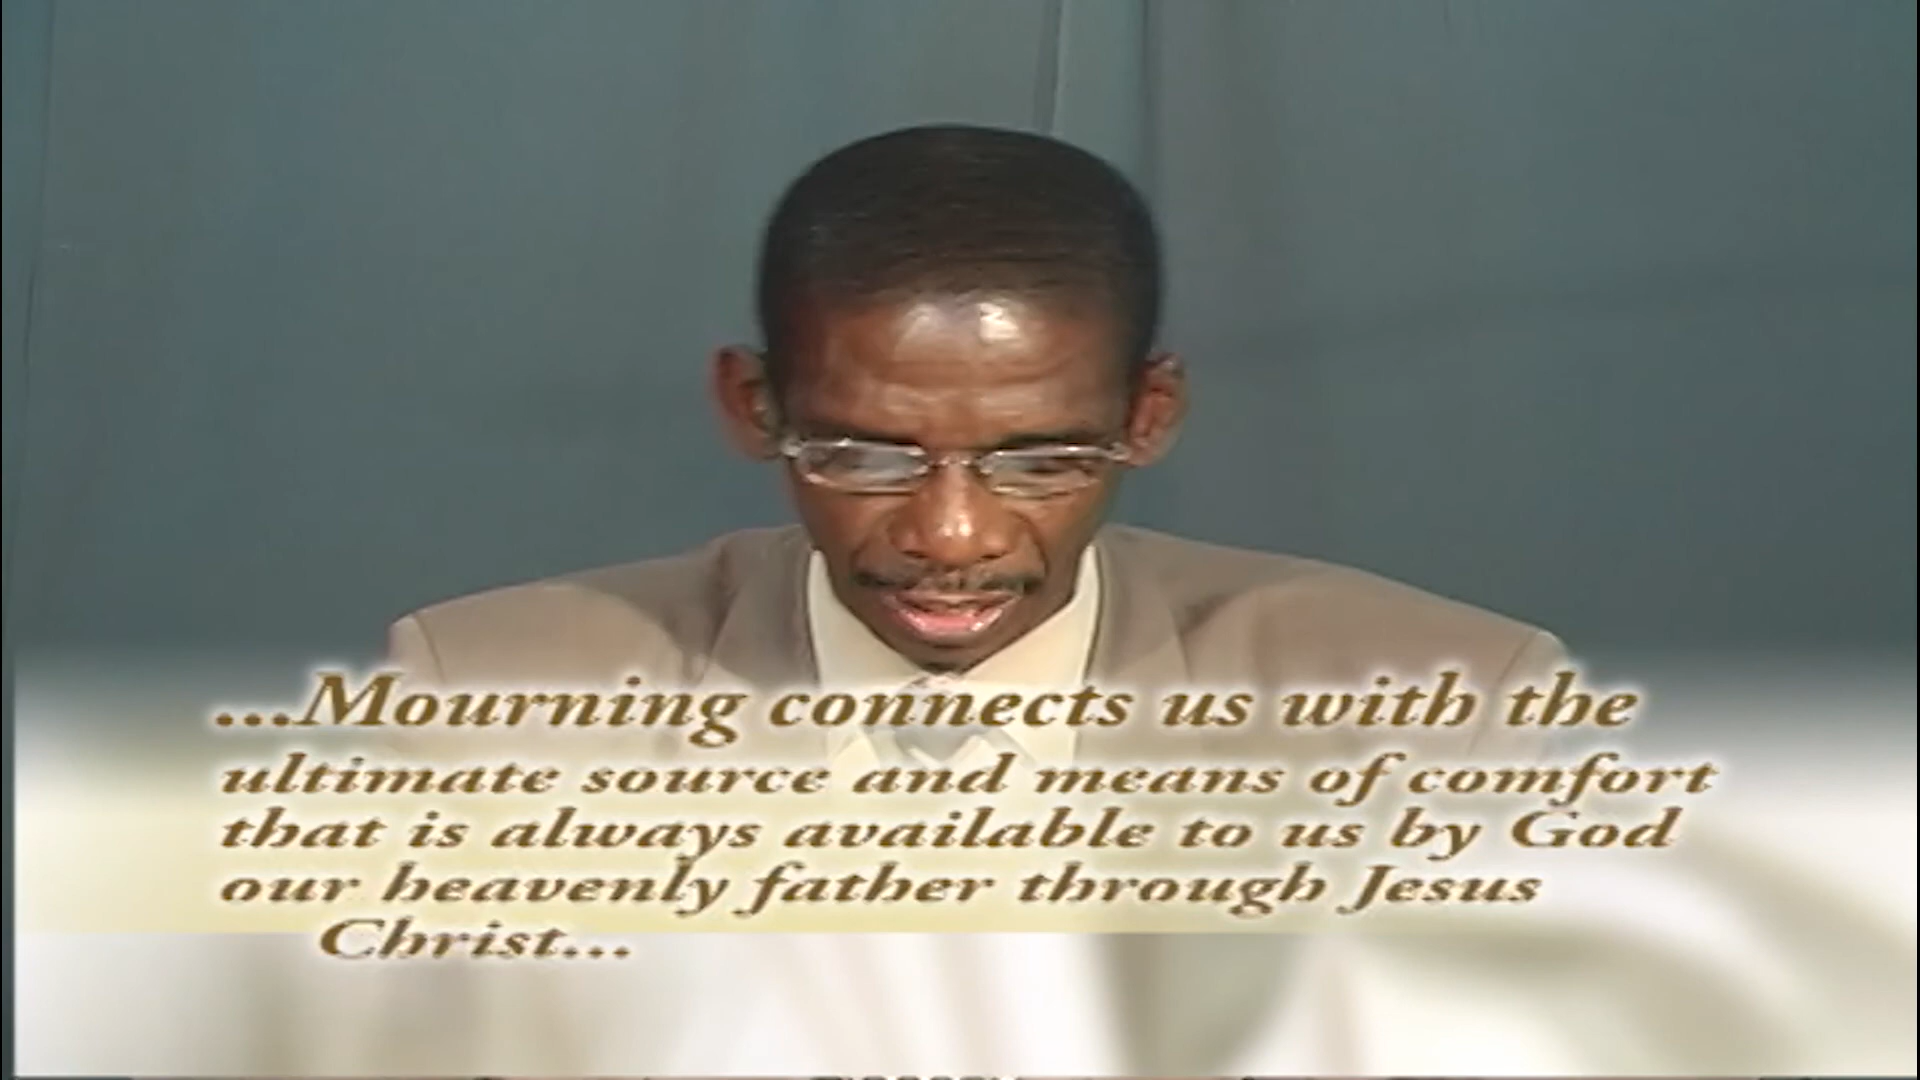 ...Mourning connects us with the
ultimate source and means of comfort
that is always available to us by God
our heavenly father through Jesus
Christ...